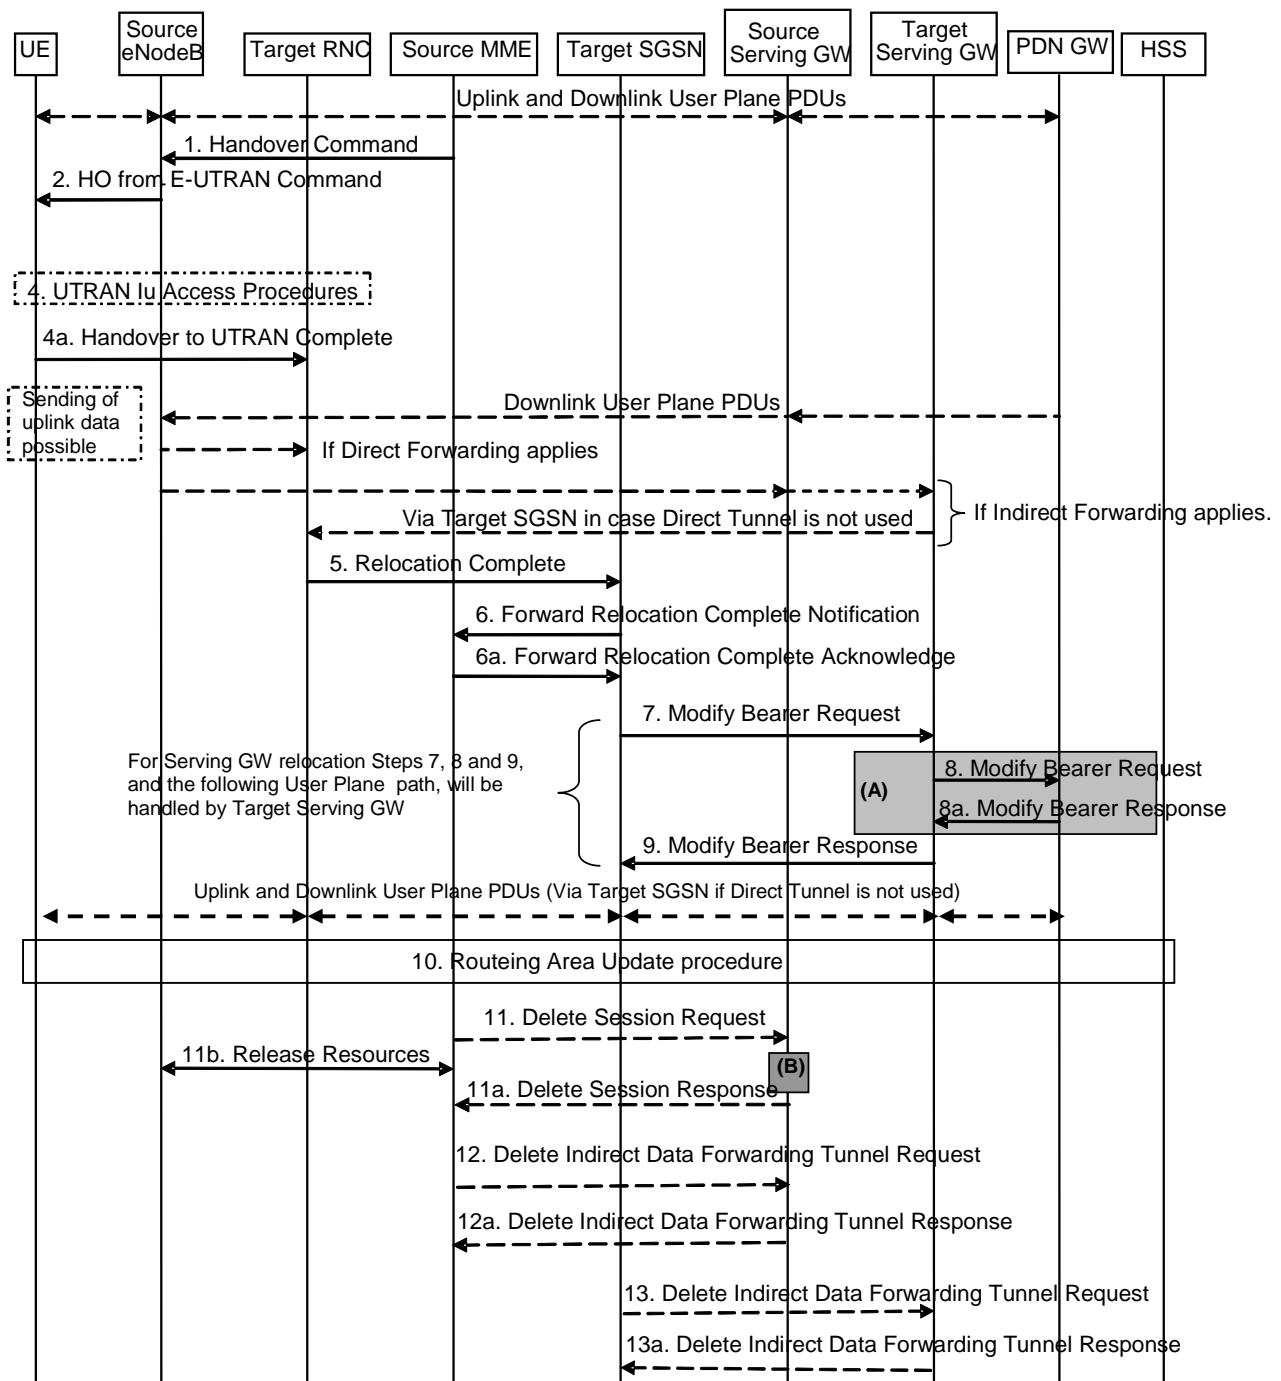 UE
Source
eNodeB
Target RNC
Source MME
Target SGSN
Source
Serving GW
Target
Serving GW
PDN GW
HSS
Uplink and Downlink User Plane PDUs
1. Handover Command
2. HO from E-UTRAN Command
4. UTRAN Iu Access Procedures
4a. Handover to UTRAN Complete
Sending of
uplink data
possible
Downlink User Plane PDUs
If Direct Forwarding applies
Via Target SGSN in case Direct Tunnel is not used
If Indirect Forwarding applies.
5. Relocation Complete
6. Forward Relocation Complete Notification
6a. Forward Relocation Complete Acknowledge
7. Modify Bearer Request
For Serving GW relocation Steps 7, 8 and 9,
and the following User Plane path, will be
handled by Target Serving GW
8. Modify Bearer Request
(A)
8a. Modify Bearer Response
9. Modify Bearer Response
Uplink and Downlink User Plane PDUs (Via Target SGSN if Direct Tunnel is not used)
10. Routeing Area Update procedure
11. Delete Session Request
11b. Release Resources
(B)
11a. Delete Session Response
12. Delete Indirect Data Forwarding Tunnel Request
12a. Delete Indirect Data Forwarding Tunnel Response
13. Delete Indirect Data Forwarding Tunnel Request
13a. Delete Indirect Data Forwarding Tunnel Response